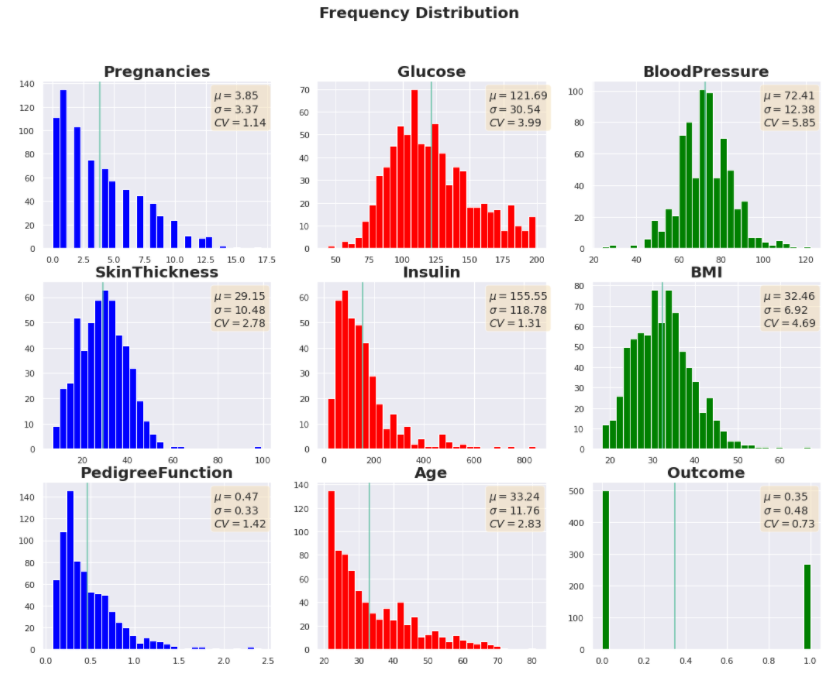 Frequency Distribution
Pregnancies
μ = 3.85
σ = 3.37
CV = 1.14
140
120
100
80
60
40
20
0
0.0 2.5 5.0 7.5 10.0 12.5 15.0 17.5
Glucose
μ = 121.69
σ = 30.54
CV = 3.99
70
60
50
40
30
20
10
0
50 75 100 125 150 175 200
BloodPressure
μ = 72.41
σ = 12.38
CV = 5.85
100
80
60
40
20
0
20 40 60 80 100 120
SkinThickness
μ = 29.15
σ = 10.48
CV = 2.78
60
50
40
30
20
10
0
20 40 60 80 100
Insulin
μ = 155.55
σ = 118.78
CV = 1.31
60
50
40
30
20
10
0
0 200 400 600 800
BMI
μ = 32.46
σ = 6.92
CV = 4.69
80
70
60
50
40
30
20
10
0
20 30 40 50 60
PedigreeFunction
μ = 0.47
σ = 0.33
CV = 1.42
140
120
100
80
60
40
20
0
0.0 0.5 1.0 1.5 2.0 2.5
Age
μ = 33.24
σ = 11.76
CV = 2.83
140
120
100
80
60
40
20
0
20 30 40 50 60 70 80
Outcome
μ = 0.35
σ = 0.48
CV = 0.73
500
400
300
200
100
0
0.0 0.2 0.4 0.6 0.8 1.0